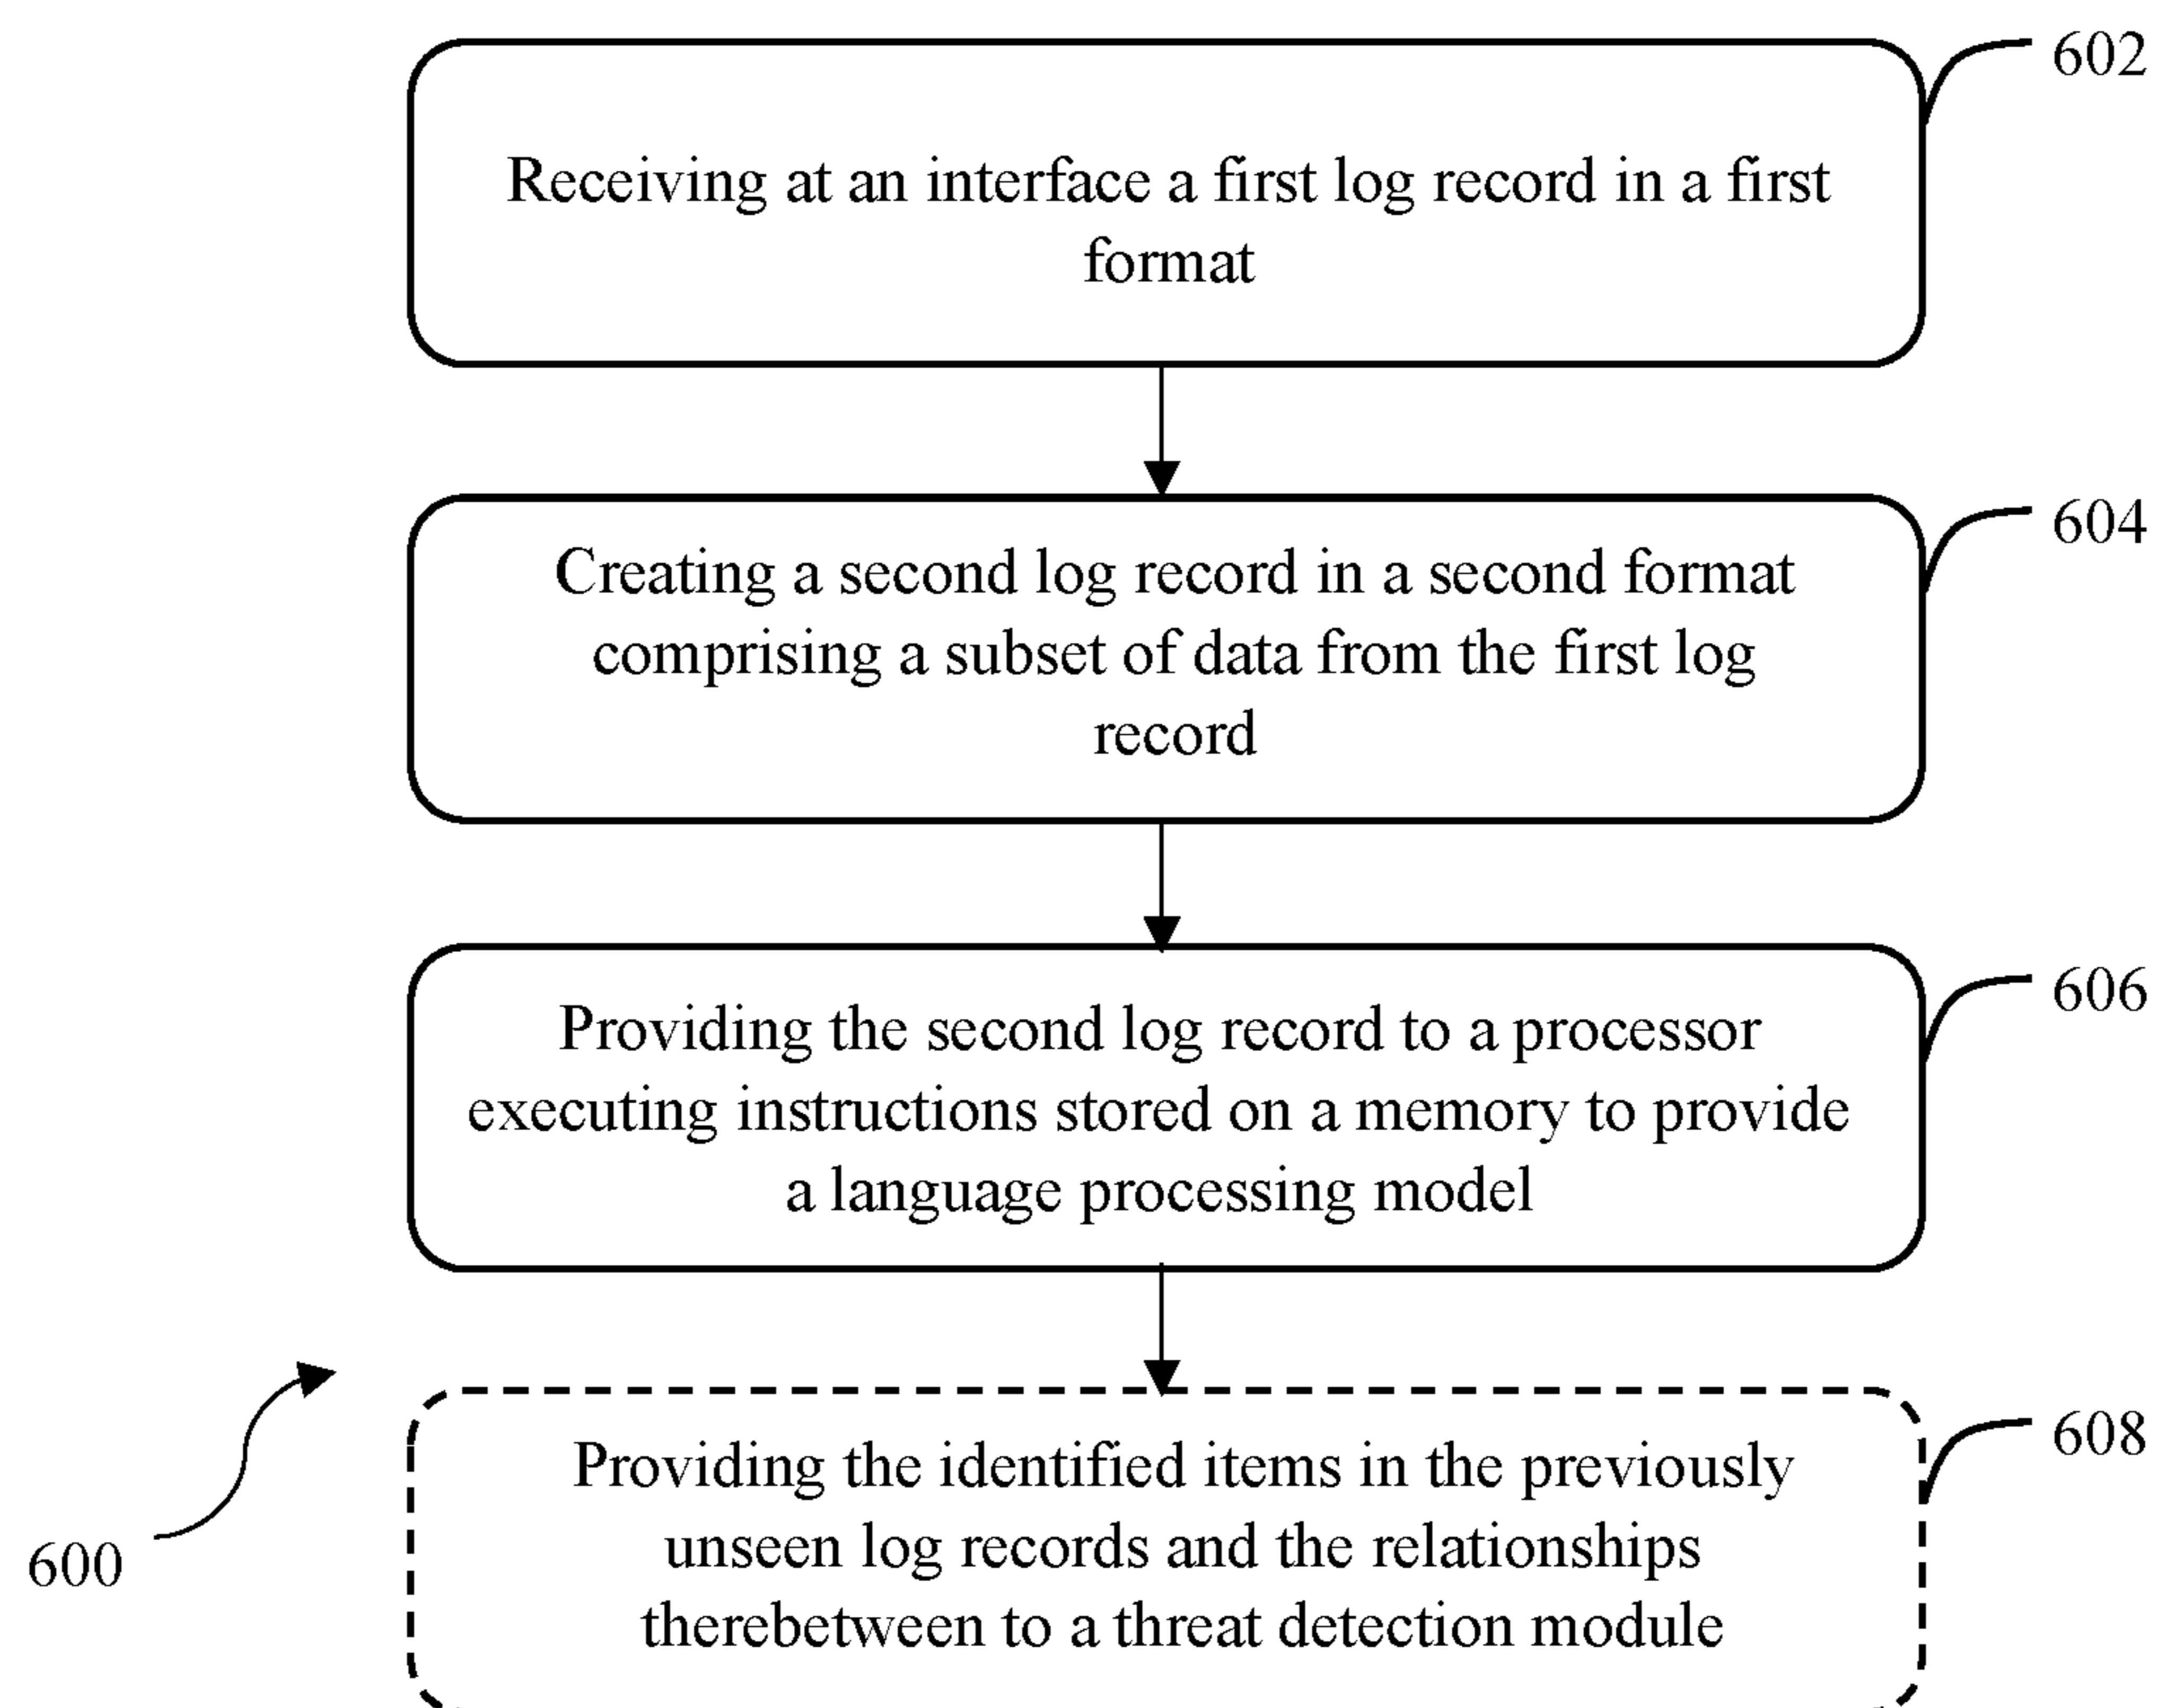 602
Receiving at an interface a first log record in a first
format
604
Creating a second log record in a second format
comprising a subset of data from the first log
record
606
Providing the second log record to a processor
executing instructions stored on a memory to provide
a language processing model
608
Providing the identified items in the previously
unseen log records and the relationships
therebetween to a threat detection module
600